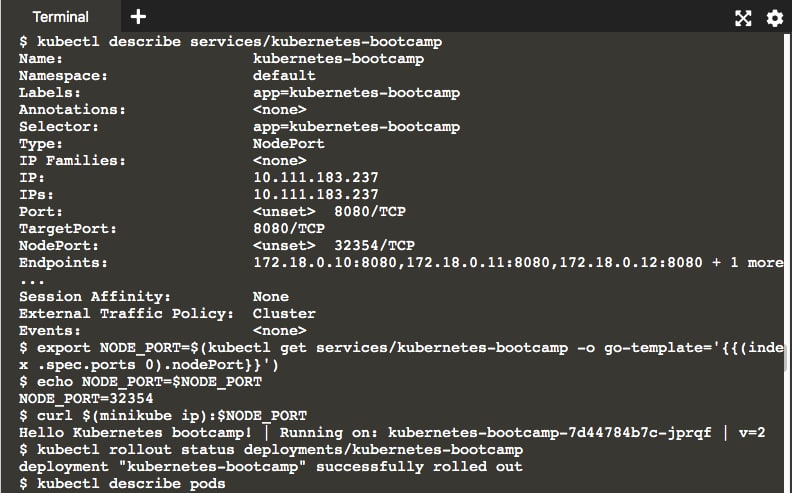 Terminal
$ kubectl describe services/kubernetes-bootcamp
Name: kubernetes-bootcamp
Namespace: default
Labels: app=kubernetes-bootcamp
Annotations: <none>
Selector: app=kubernetes-bootcamp
Type: NodePort
IP Families: <none>
IP: 10.111.183.237
IPs: 10.111.183.237
Port: <unset> 8080/TCP
TargetPort: 8080/TCP
NodePort: <unset> 32354/TCP
Endpoints: 172.18.0.10:8080,172.18.0.11:8080,172.18.0.12:8080 + 1 more
...
Session Affinity: None
External Traffic Policy: Cluster
Events: <none>
$ export NODE_PORT=$(kubectl get services/kubernetes-bootcamp -o go-template='{{(inde
x .spec.ports 0).nodePort}}')
$ echo NODE_PORT=$NODE_PORT
NODE_PORT=32354
$ curl $(minikube ip):$NODE_PORT
Hello Kubernetes bootcamp! | Running on: kubernetes-bootcamp-7d44784b7c-jprqf | v=2
$ kubectl rollout status deployments/kubernetes-bootcamp
deployment "kubernetes-bootcamp" successfully rolled out
$ kubectl describe pods